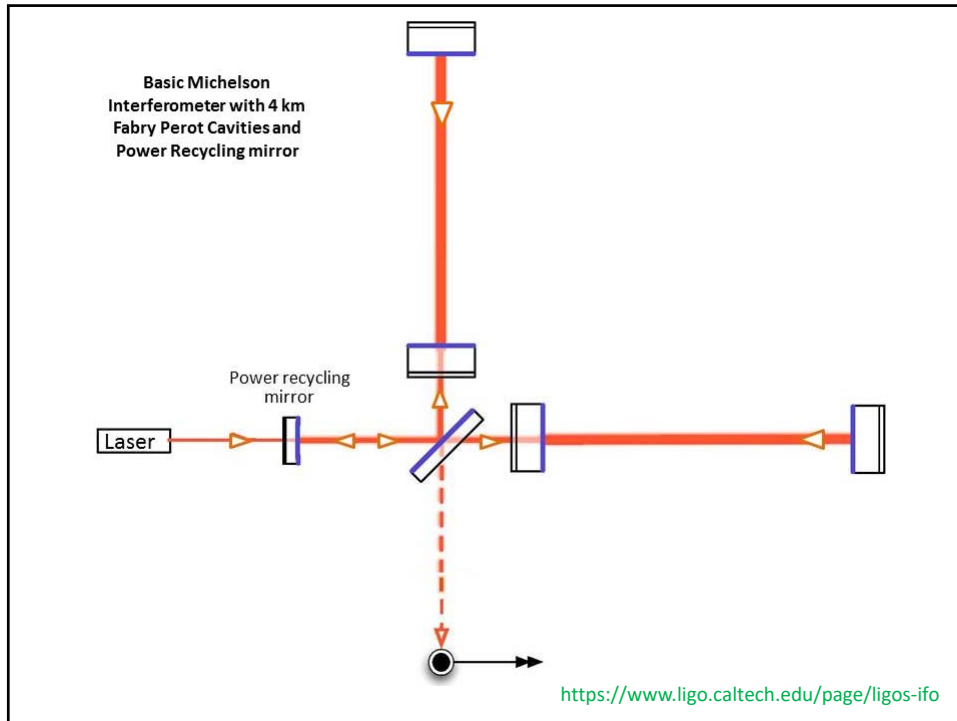 Basic Michelson
Interferometer with 4 km
Fabry Perot Cavities and
Power Recycling mirror
Power recycling
mirror
Laser
https://www.ligo.caltech.edu/page/ligos-ifo